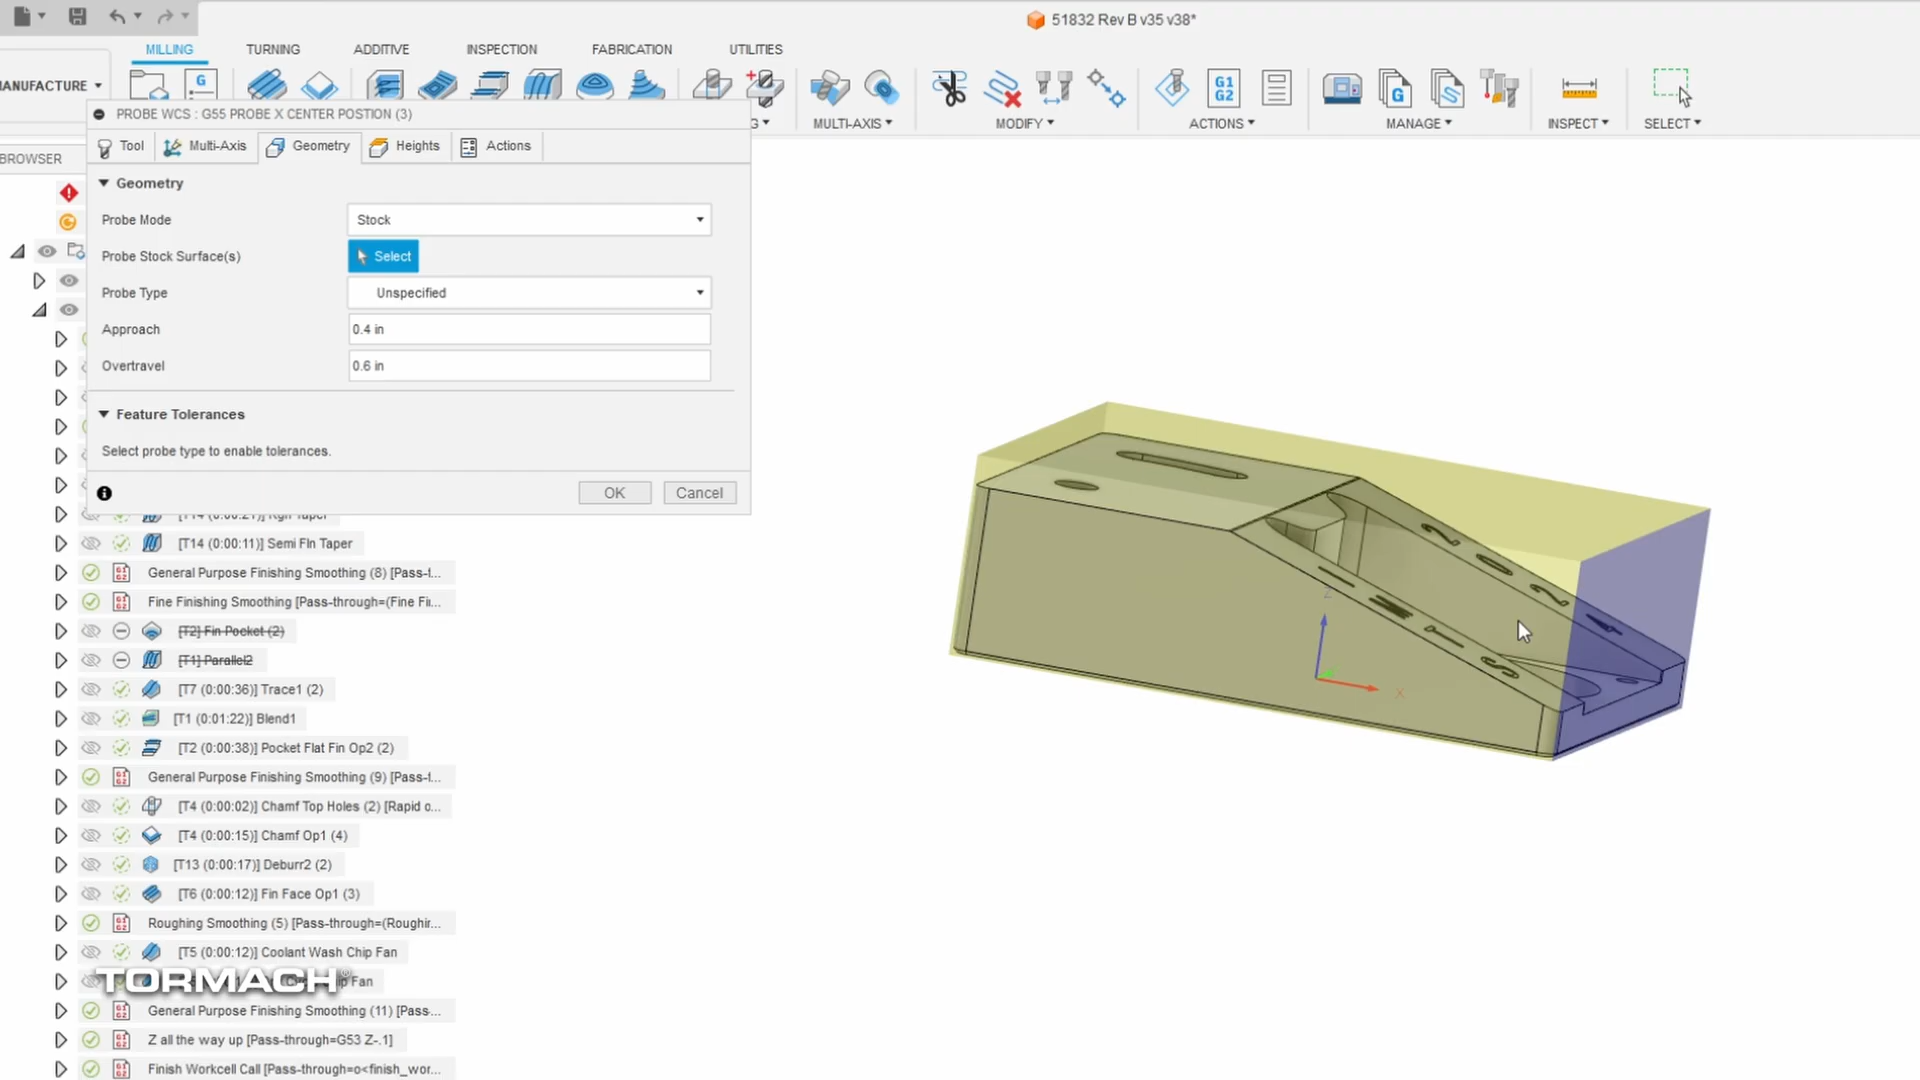 51832 Rev B v35 v38*
MILLING TURNING ADDITIVE INSPECTION FABRICATION UTILITIES
MANUFACTURE
MULTI-AXIS MODIFY ACTIONS MANAGE INSPECT SELECT
PROBE WCS : G55 PROBE X CENTER POSTION (3)
Tool Multi-Axis Geometry Heights Actions
BROWSER
Geometry
Probe Mode Stock
Probe Stock Surface(s) Select
Probe Type Unspecified
Approach 0.4 in
Overtravel 0.6 in
Feature Tolerances
Select probe type to enable tolerances.
OK Cancel
[T14 (0:00:11)] Semi FIn Taper
General Purpose Finishing Smoothing (8) [Pass-t...
Fine Finishing Smoothing [Pass-through=(Fine Fi...
[T2] Fin Pocket (2)
[T1] Parallel2
[T7 (0:00:36)] Trace1 (2)
[T1 (0:01:22)] Blend1
[T2 (0:00:38)] Pocket Flat Fin Op2 (2)
General Purpose Finishing Smoothing (9) [Pass-t...
[T4 (0:00:02)] Chamf Top Holes (2) [Rapid o...
[T4 (0:00:15)] Chamf Op1 (4)
[T13 (0:00:17)] Deburr2 (2)
[T6 (0:00:12)] Fin Face Op1 (3)
Roughing Smoothing (5) [Pass-through=(Roughir...
[T5 (0:00:12)] Coolant Wash Chip Fan
TORMACH Fan
General Purpose Finishing Smoothing (11) [Pass...
Z all the way up [Pass-through=G53 Z-.1]
Finish Workcell Call [Pass-through=o<finish_wor...
Z
X
2024
IMTS